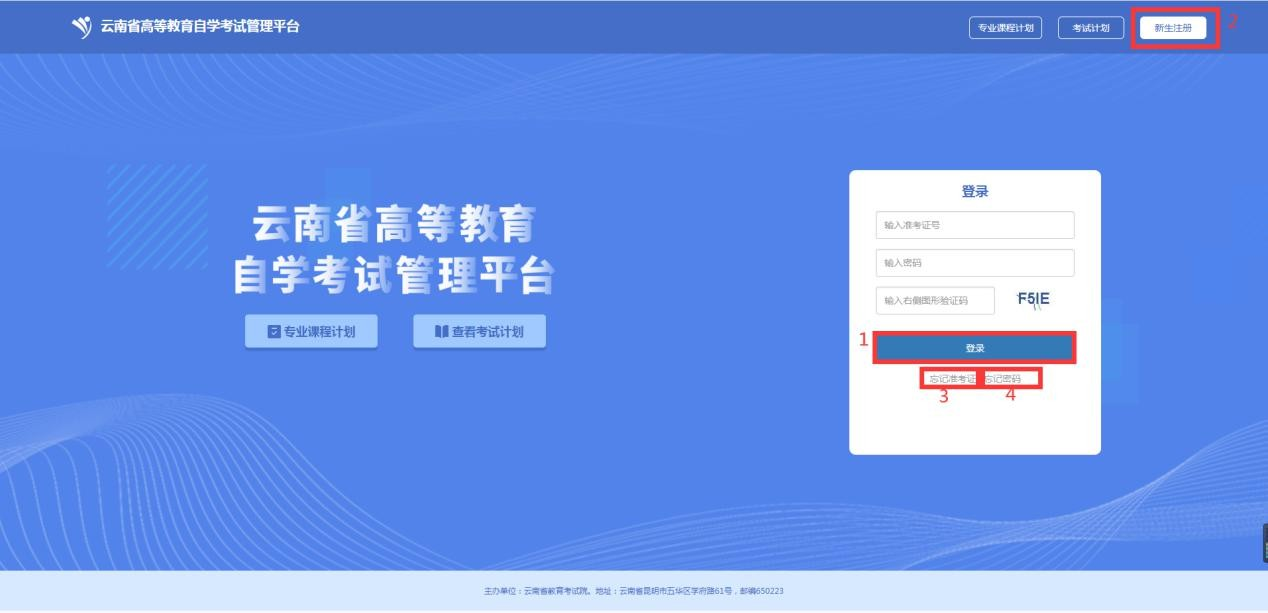 云南省高等教育自学考试管理平台
专业课程计划 考试计划 新生注册 2
云南省高等教育
自学考试管理平台
专业课程计划 查看考试计划
登录
输入准考证号
输入密码
输入右侧图形验证码 F5IE
1 登录
忘记准考证 忘记密码
3 4
主办单位：云南省教育考试院。地址：云南省昆明市五华区学府路61号，邮编650223